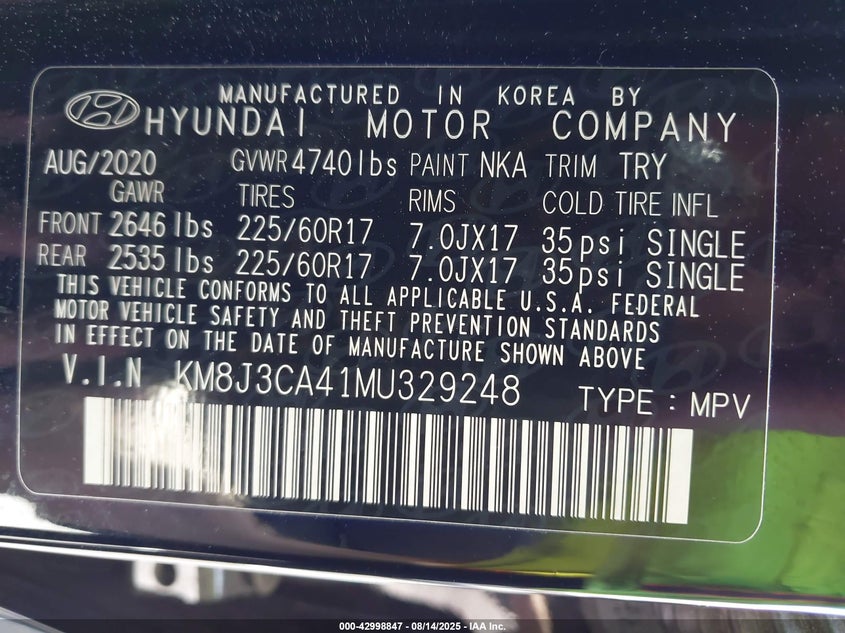 MANUFACTURED IN KOREA BY
HYUNDAI MOTOR COMPANY
AUG/2020 GVWR 4740 lbs PAINT NKA TRIM TRY
GAWR TIRES RIMS COLD TIRE INFL
FRONT 2646 lbs 225/60R17 7.0JX17 35psi SINGLE
REAR 2535 lbs 225/60R17 7.0JX17 35psi SINGLE
THIS VEHICLE CONFORMS TO ALL APPLICABLE U.S.A. FEDERAL
MOTOR VEHICLE SAFETY AND THEFT PREVENTION STANDARDS
IN EFFECT ON THE DATE OF MANUFACTURE SHOWN ABOVE
V.I.N KM8J3CA41MU329248 TYPE : MPV
000-42998847 - 08/14/2025 - IAA Inc.